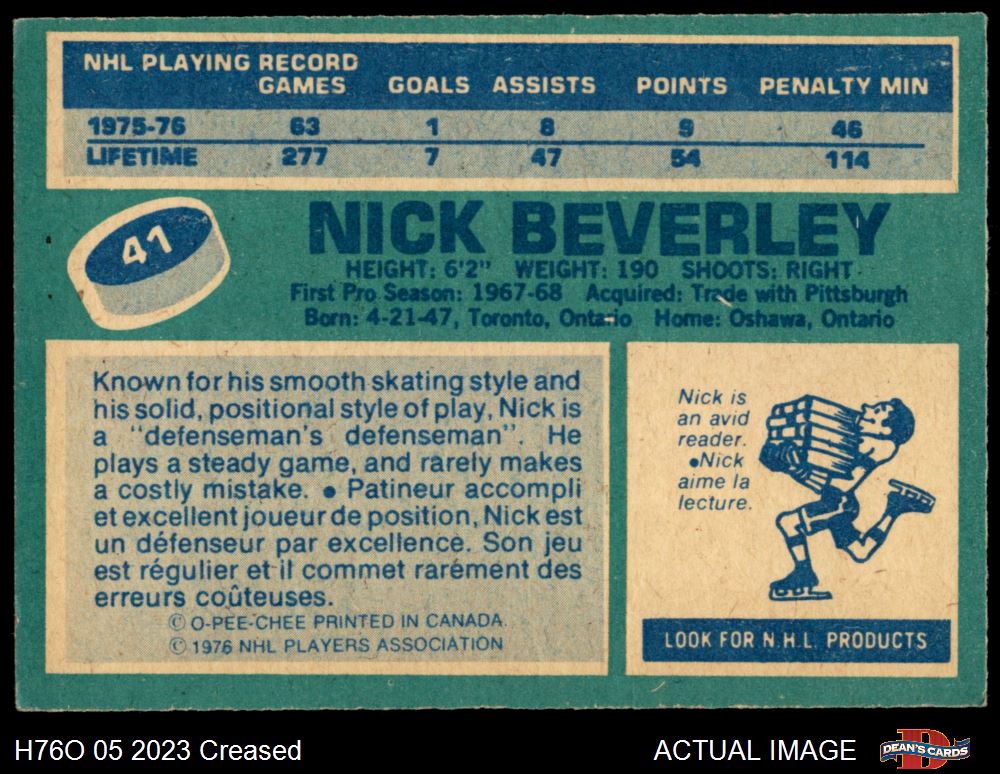 NHL PLAYING RECORD
GAMES GOALS ASSISTS POINTS PENALTY MIN
1975-76 63 1 8 9 46
LIFETIME 277 7 47 54 114
41
NICK BEVERLEY
HEIGHT: 6'2" WEIGHT: 190 SHOOTS: RIGHT
First Pro Season: 1967-68 Acquired: Trade with Pittsburgh
Born: 4-21-47, Toronto, Ontario Home: Oshawa, Ontario
Known for his smooth skating style and
his solid, positional style of play, Nick is
a "defenseman's defenseman". He
plays a steady game, and rarely makes
a costly mistake. ● Patineur accompli
et excellent joueur de position, Nick est
un défenseur par excellence. Son jeu
est régulier et il commet rarément des
erreurs coûteuses.
© O-PEE-CHEE PRINTED IN CANADA.
© 1976 NHL PLAYERS ASSOCIATION
Nick is
an avid
reader.
●Nick
aime la
lecture.
LOOK FOR N.H.L. PRODUCTS
H76O 05 2023 Creased
ACTUAL IMAGE
D
DEAN'S CARDS